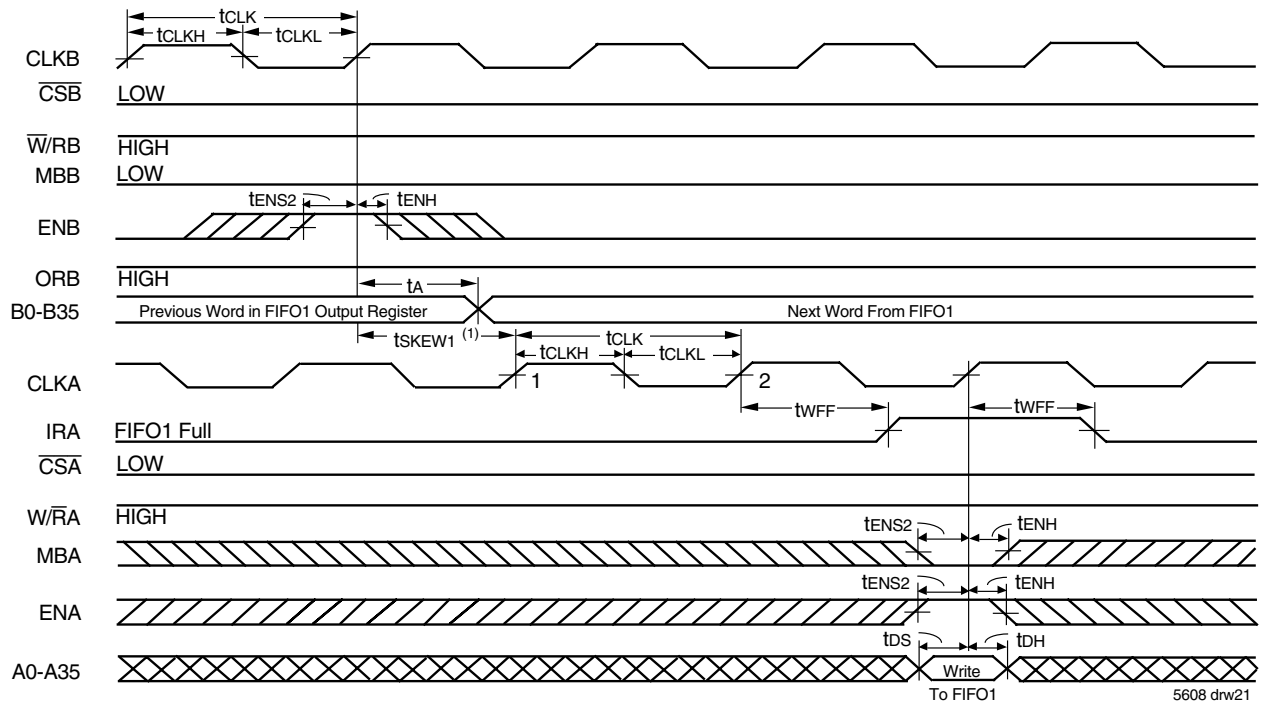 tCLK
tCLKH tCLKL
CLKB
CSB LOW
W/RB HIGH
MBB LOW
tENS2 tENH
ENB
ORB HIGH
tA
B0-B35 Previous Word in FIFO1 Output Register Next Word From FIFO1
tSKEW1 (1) tCLK
tCLKH tCLKL
CLKA 1 2
tWFF tWFF
IRA FIFO1 Full
CSA LOW
W/RA HIGH
tENS2 tENH
MBA
tENS2 tENH
ENA
tDS tDH
A0-A35 Write
To FIFO1 5608 drw21